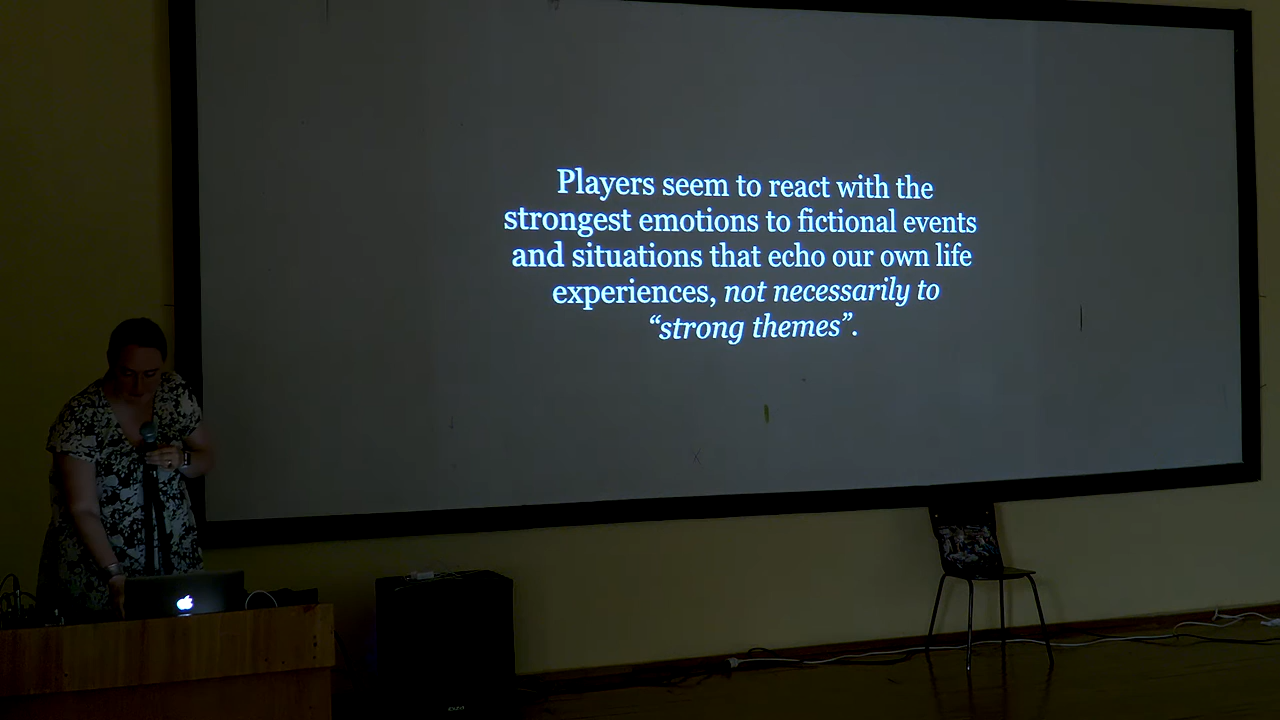 Players seem to react with the
strongest emotions to fictional events
and situations that echo our own life
experiences, not necessarily to
“strong themes”.